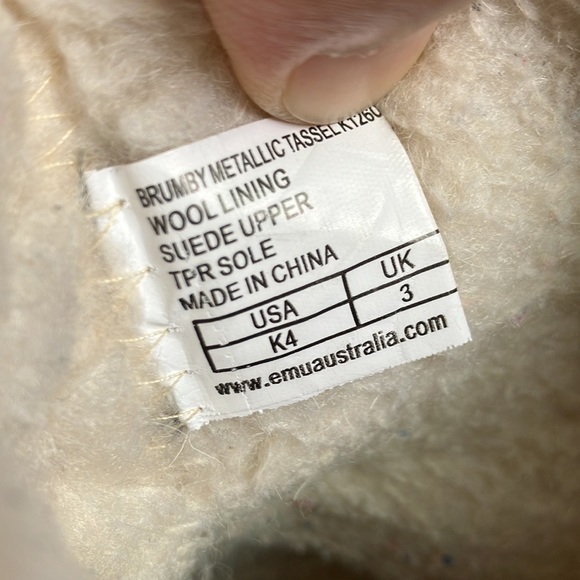 BRUMBY METALLIC TASSEL K1260
WOOL LINING
SUEDE UPPER
TPR SOLE
MADE IN CHINA
USA UK
K4 3
www.emuaustralia.com